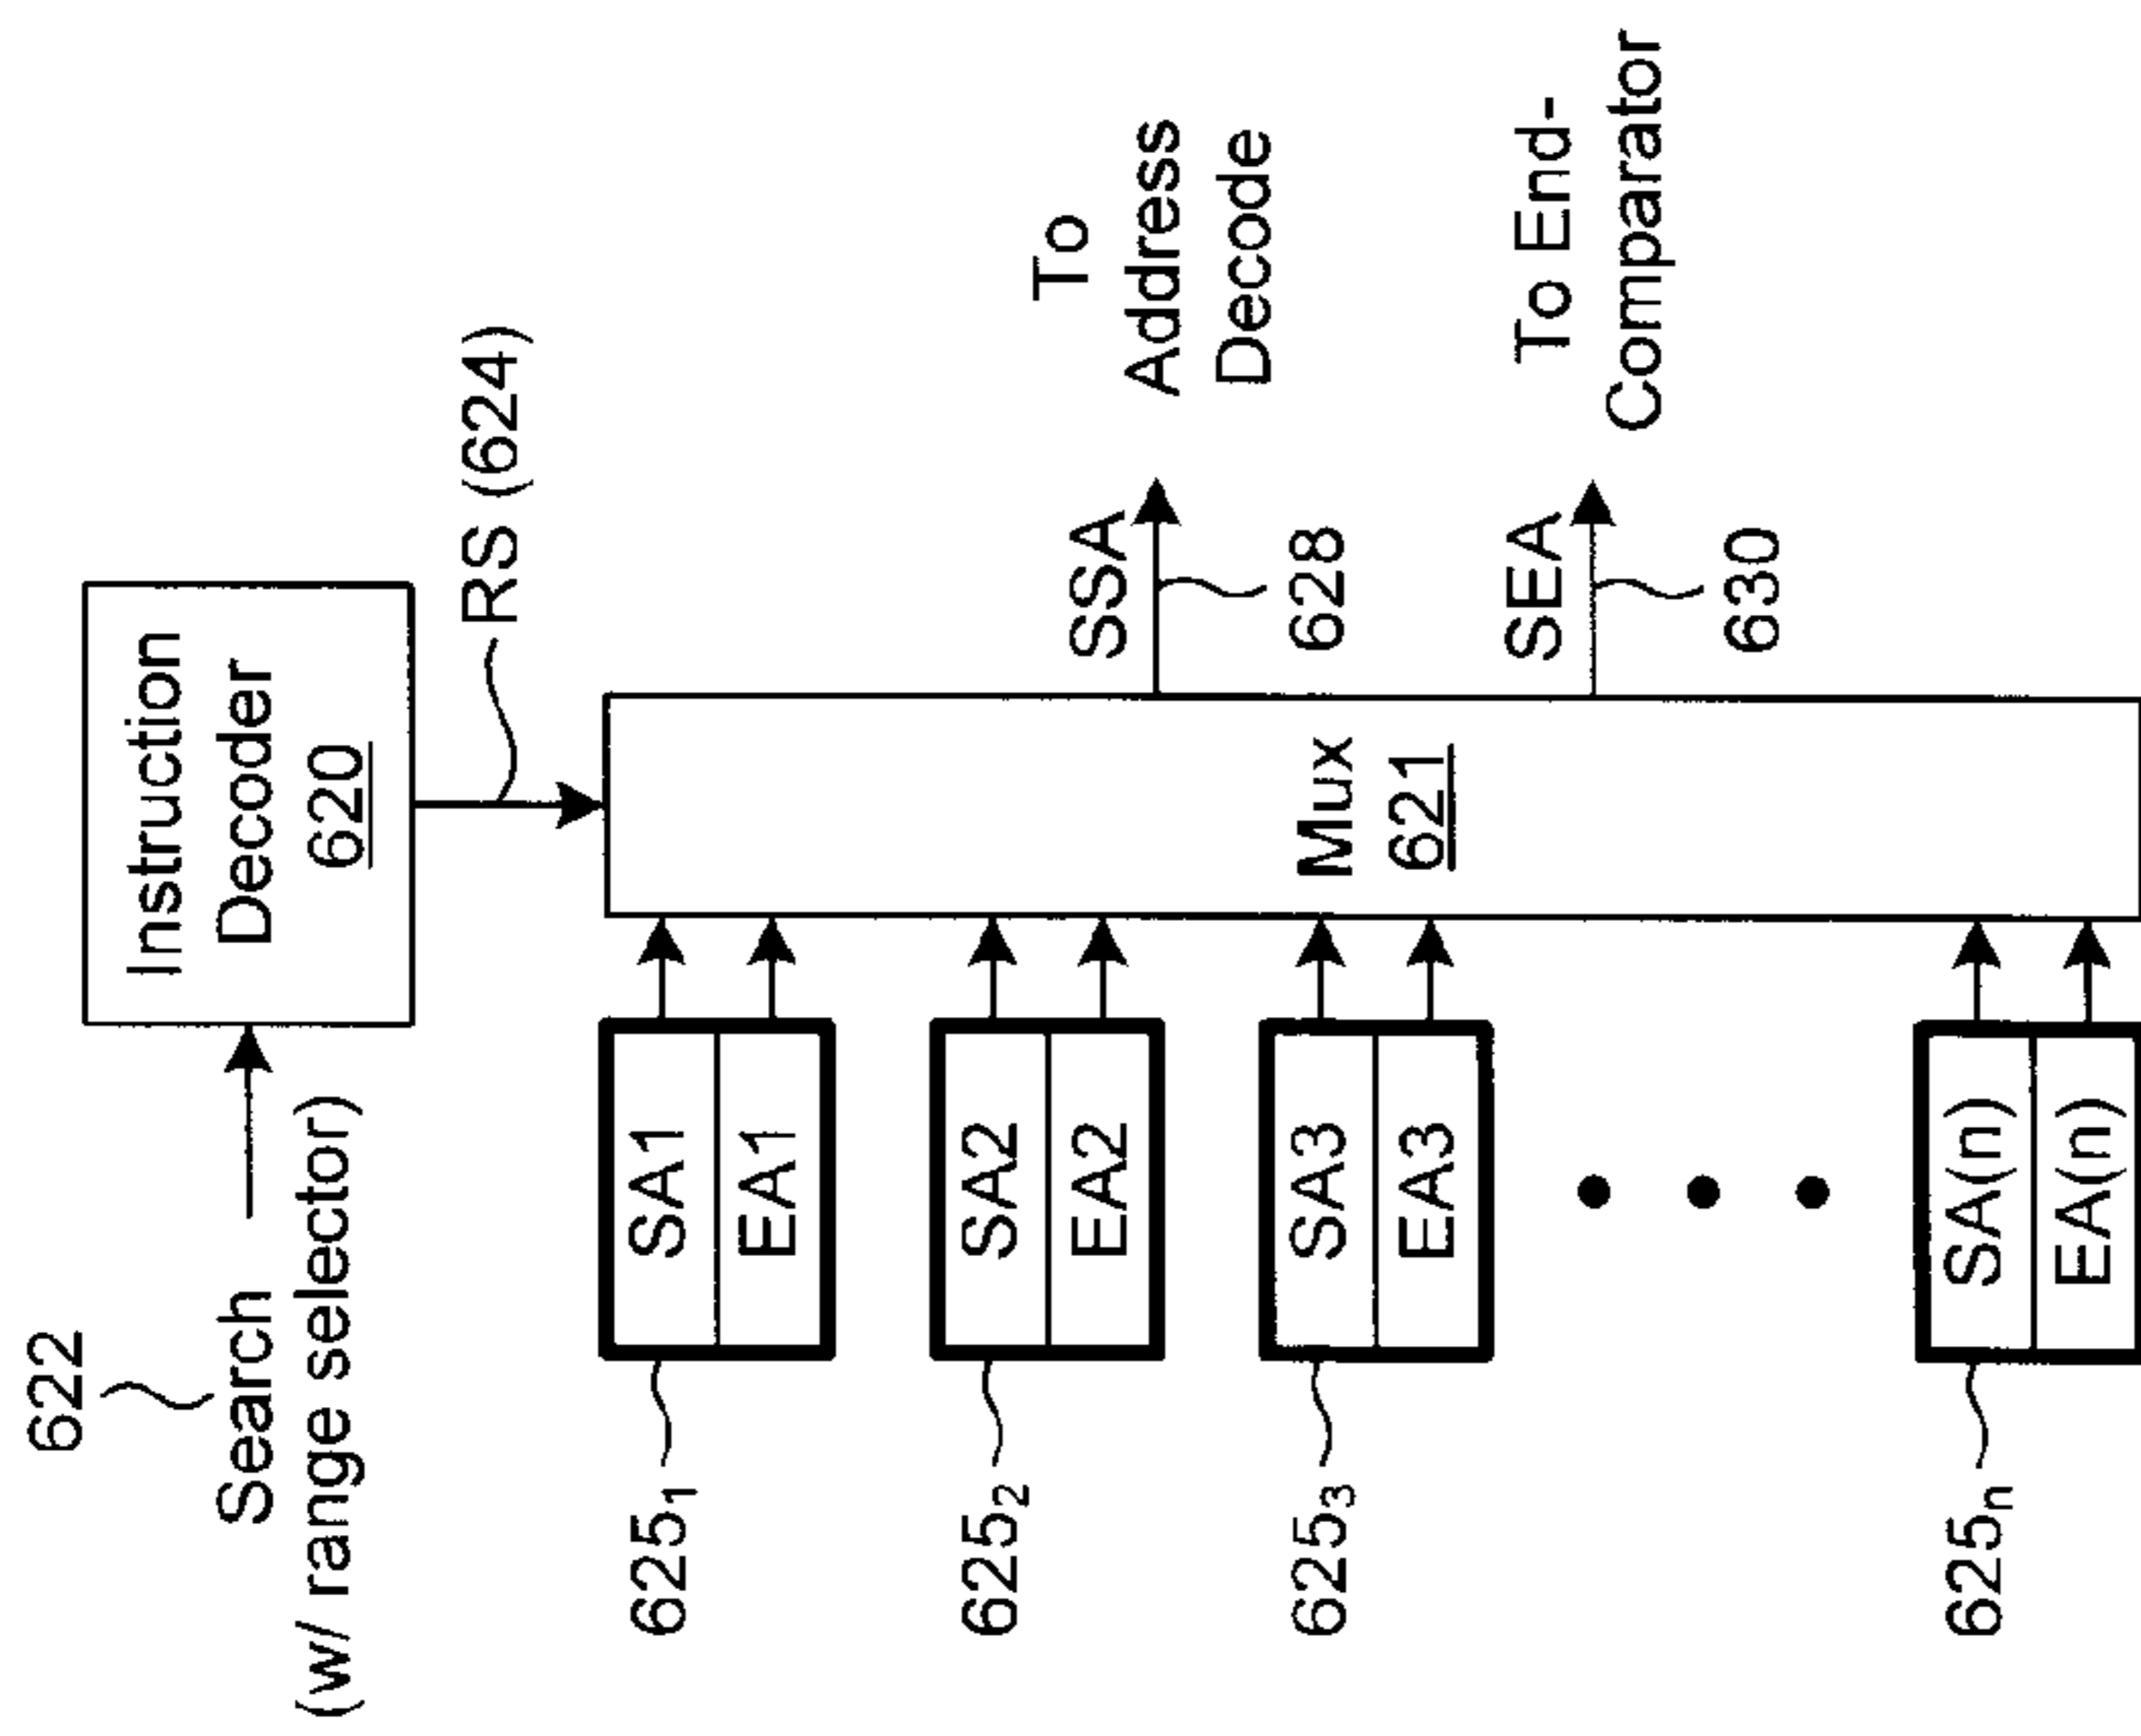 622
Search
(w/ range selector)
Instruction
Decoder
620
RS (624)
625₁
SA1
EA1
625₂
SA2
EA2
625₃
SA3
EA3
625ₙ
SA(n)
EA(n)
Mux
621
SSA
628
To
Address
Decode
SEA
630
To End-
Comparator